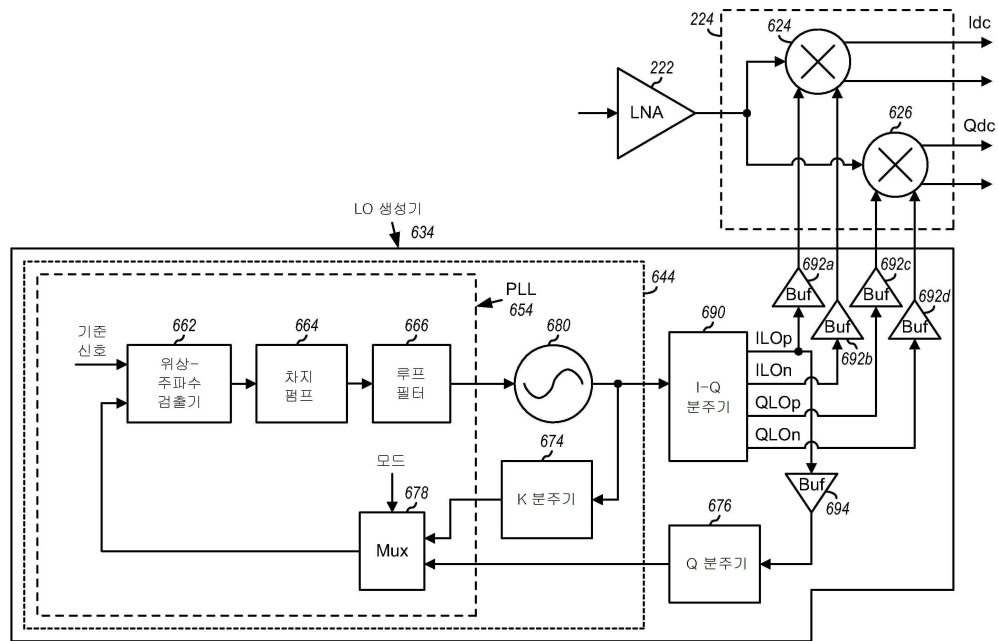 224
624
Idc
222
LNA
626
Qdc
LO 생성기
634
692a
Buf
692c
Buf
692d
Buf
Buf
692b
644
PLL
654
기준
신호
662
위상-
주파수
검출기
664
차지
펌프
666
루프
필터
680
690
I-Q
분주기
ILOp
ILOn
QLOp
QLOn
674
K 분주기
모드
678
Mux
676
Q 분주기
Buf
694